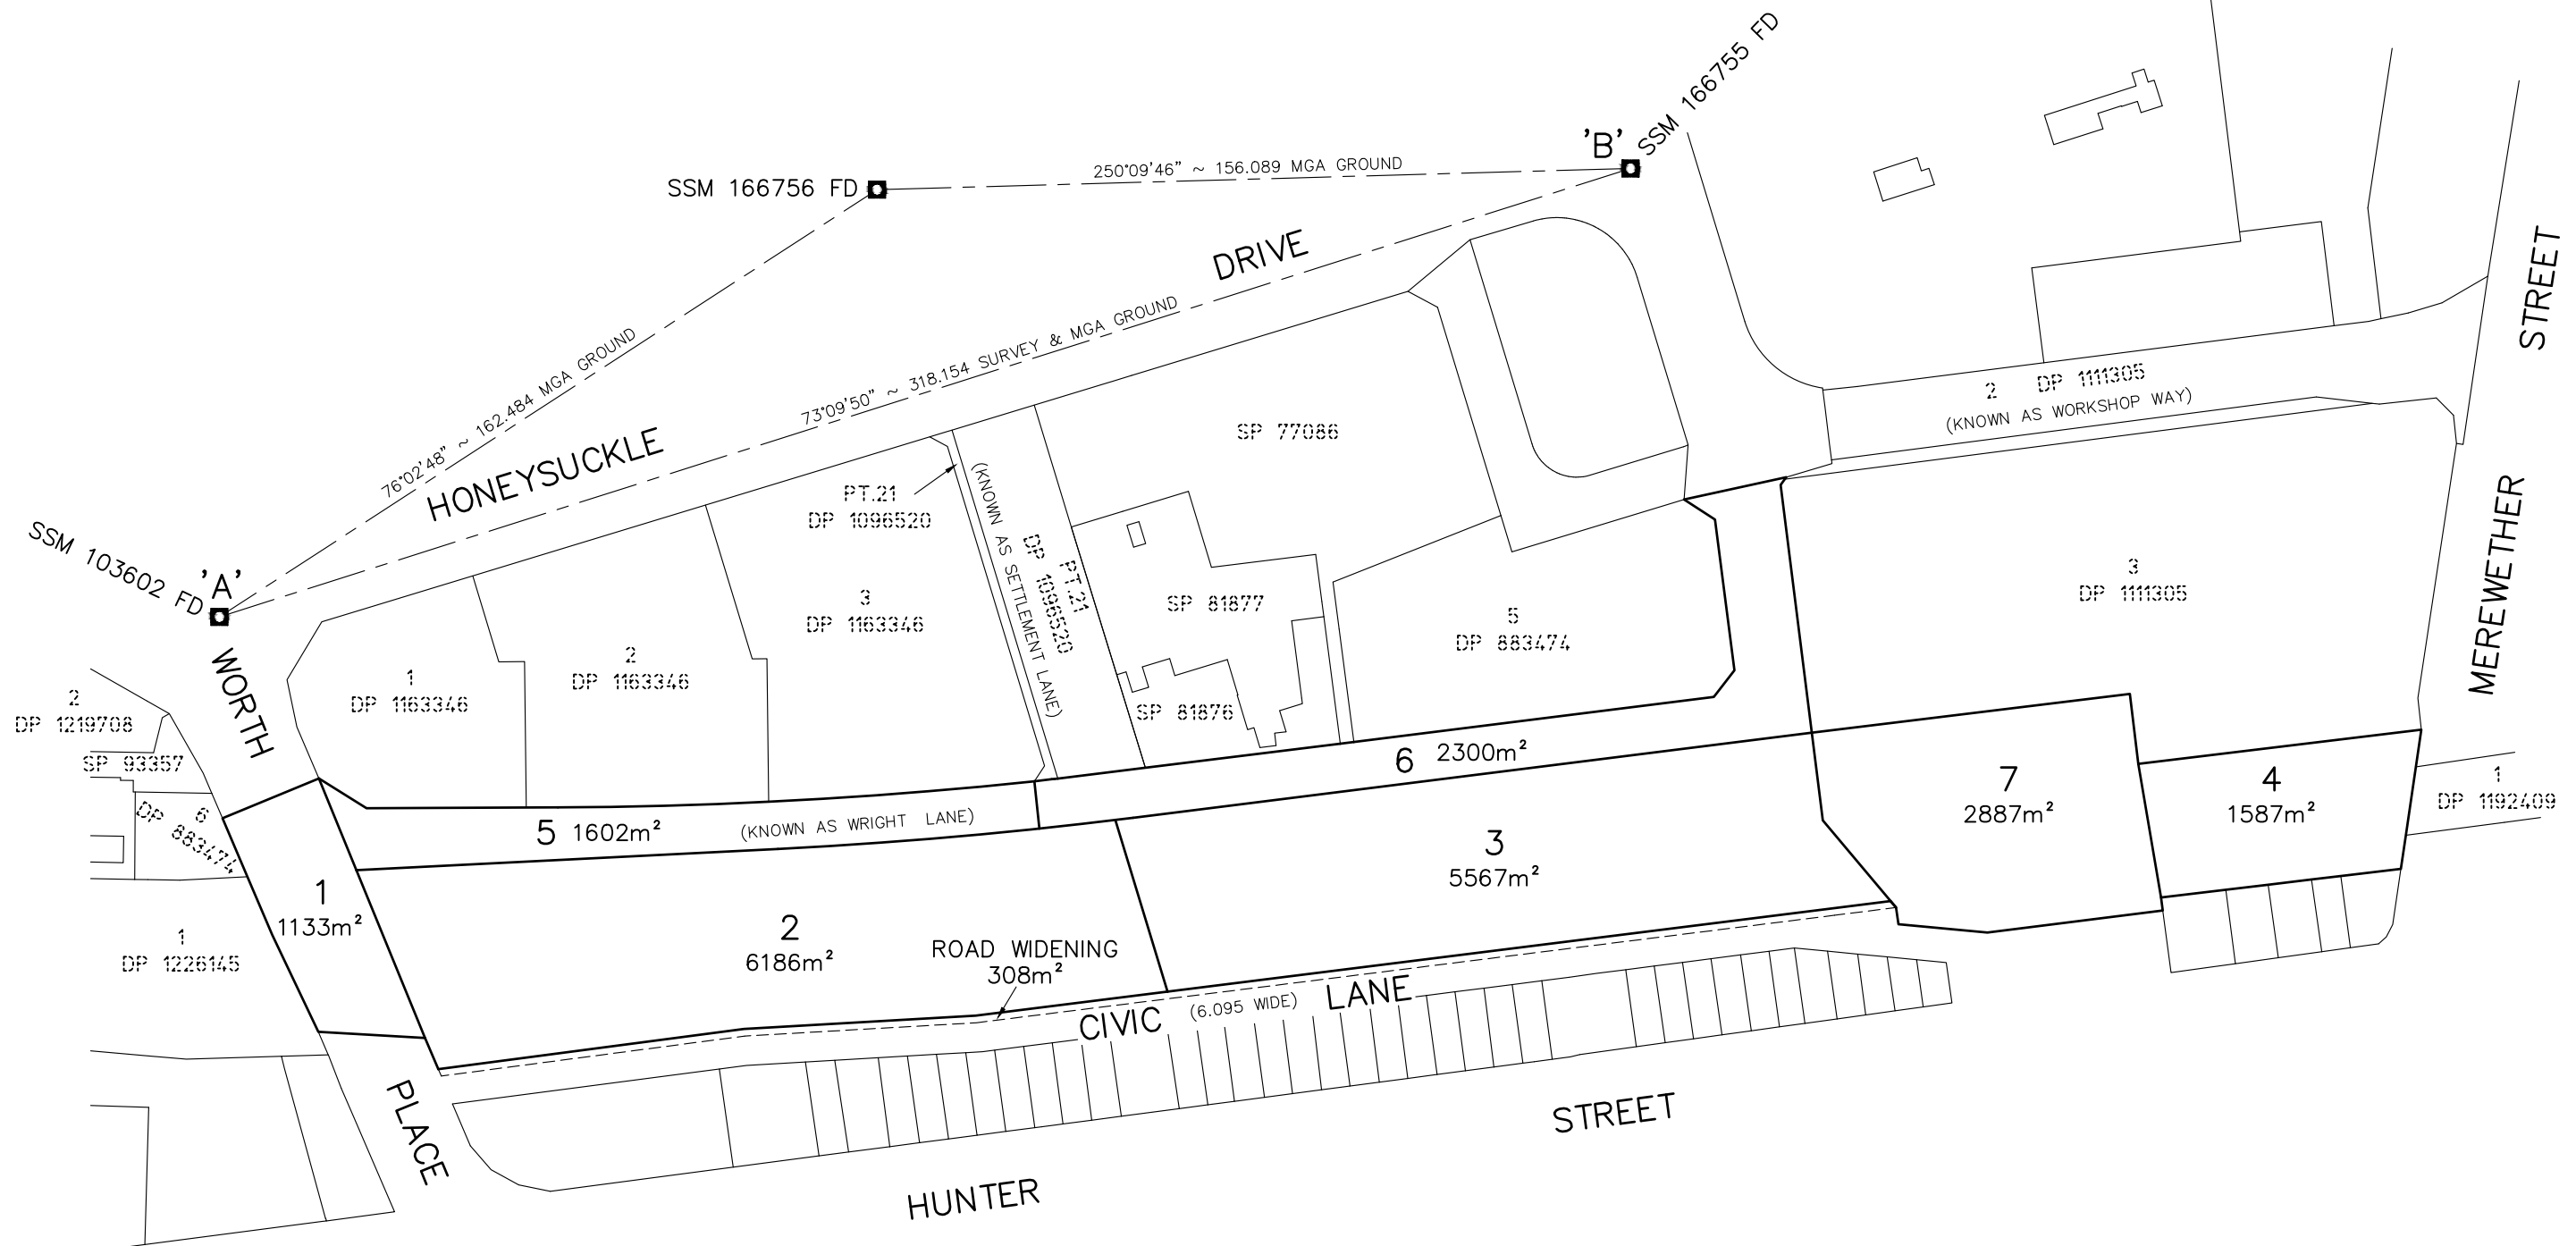 SSM 166755 FD
'B'
250°09'46" ~ 156.089 MGA GROUND
SSM 166756 FD
DRIVE
STREET
73°09'50" ~ 318.154 SURVEY & MGA GROUND
76°02'48" ~ 162.484 MGA GROUND
HONEYSUCKLE
2 DP 1111305
(KNOWN AS WORKSHOP WAY)
SP 77086
PT.21
DP 1096520
(KNOWN AS SETTLEMENT LANE)
PT.21
DP 1096520
SSM 103602 FD
'A'
3
DP 1111305
MEREWETHER
3
DP 1163346
SP 81877
5
DP 883474
2
DP 1163346
1
DP 1163346
WORTH
2
DP 1219708
SP 93357
6
DP 883474
SP 81876
6 2300m²
7
2887m²
4
1587m²
1
DP 1192409
5 1602m²
(KNOWN AS WRIGHT LANE)
3
5567m²
1
1133m²
2
6186m²
1
DP 1226145
ROAD WIDENING
308m²
CIVIC (6.095 WIDE) LANE
PLACE
HUNTER STREET